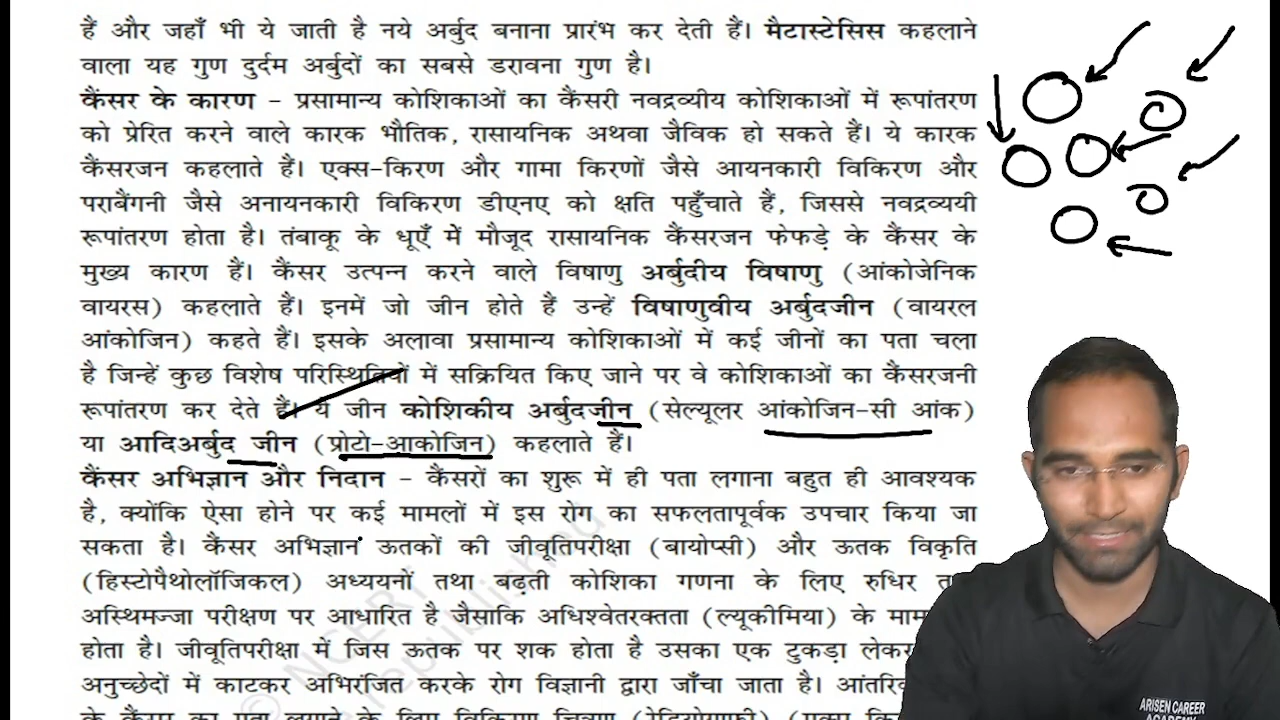 हैं और जहाँ भी ये जाती है नये अर्बुद बनाना प्रारंभ कर देती हैं। मैटास्टेसिस कहलाने
वाला यह गुण दुर्दम अर्बुदों का सबसे डरावना गुण है।
कैंसर के कारण – प्रसामान्य कोशिकाओं का कैंसरी नवद्रव्यीय कोशिकाओं में रूपांतरण
को प्रेरित करने वाले कारक भौतिक, रासायनिक अथवा जैविक हो सकते हैं। ये कारक
कैंसरजन कहलाते हैं। एक्स-किरण और गामा किरणों जैसे आयनकारी विकिरण और
पराबैंगनी जैसे अनायनकारी विकिरण डीएनए को क्षति पहुँचाते हैं, जिससे नवद्रव्ययी
रूपांतरण होता है। तंबाकू के धूएँ में मौजूद रासायनिक कैंसरजन फेफड़े के कैंसर के
मुख्य कारण हैं। कैंसर उत्पन्न करने वाले विषाणु अर्बुदीय विषाणु (आंकोजेनिक
वायरस) कहलाते हैं। इनमें जो जीन होते हैं उन्हें विषाणुवीय अर्बुदजीन (वायरल
आंकोजिन) कहते हैं। इसके अलावा प्रसामान्य कोशिकाओं में कई जीनों का पता चला
है जिन्हें कुछ विशेष परिस्थितियों में सक्रियित किए जाने पर वे कोशिकाओं का कैंसरजनी
रूपांतरण कर देते हैं। ये जीन कोशिकीय अर्बुदजीन (सेल्यूलर आंकोजिन-सी आंक)
या आदिअर्बुद जीन (प्रोटो-आकोजिन) कहलाते हैं।
कैंसर अभिज्ञान और निदान – कैंसरों का शुरू में ही पता लगाना बहुत ही आवश्यक
है, क्योंकि ऐसा होने पर कई मामलों में इस रोग का सफलतापूर्वक उपचार किया जा
सकता है। कैंसर अभिज्ञान ऊतकों की जीवूतिपरीक्षा (बायोप्सी) और ऊतक विकृति
(हिस्टोपैथोलॉजिकल) अध्ययनों तथा बढ़ती कोशिका गणना के लिए रुधिर
अस्थिमज्जा परीक्षण पर आधारित है जैसाकि अधिश्वेतरक्तता (ल्यूकीमिया) के
होता है। जीवूतिपरीक्षा में जिस ऊतक पर शक होता है उसका एक टुकड़ा लेकर
अनुच्छेदों में काटकर अभिरंजित करके रोग विज्ञानी द्वारा जाँचा जाता है।
© NCERT
republished
ARISEN CAREER
ACADEMY